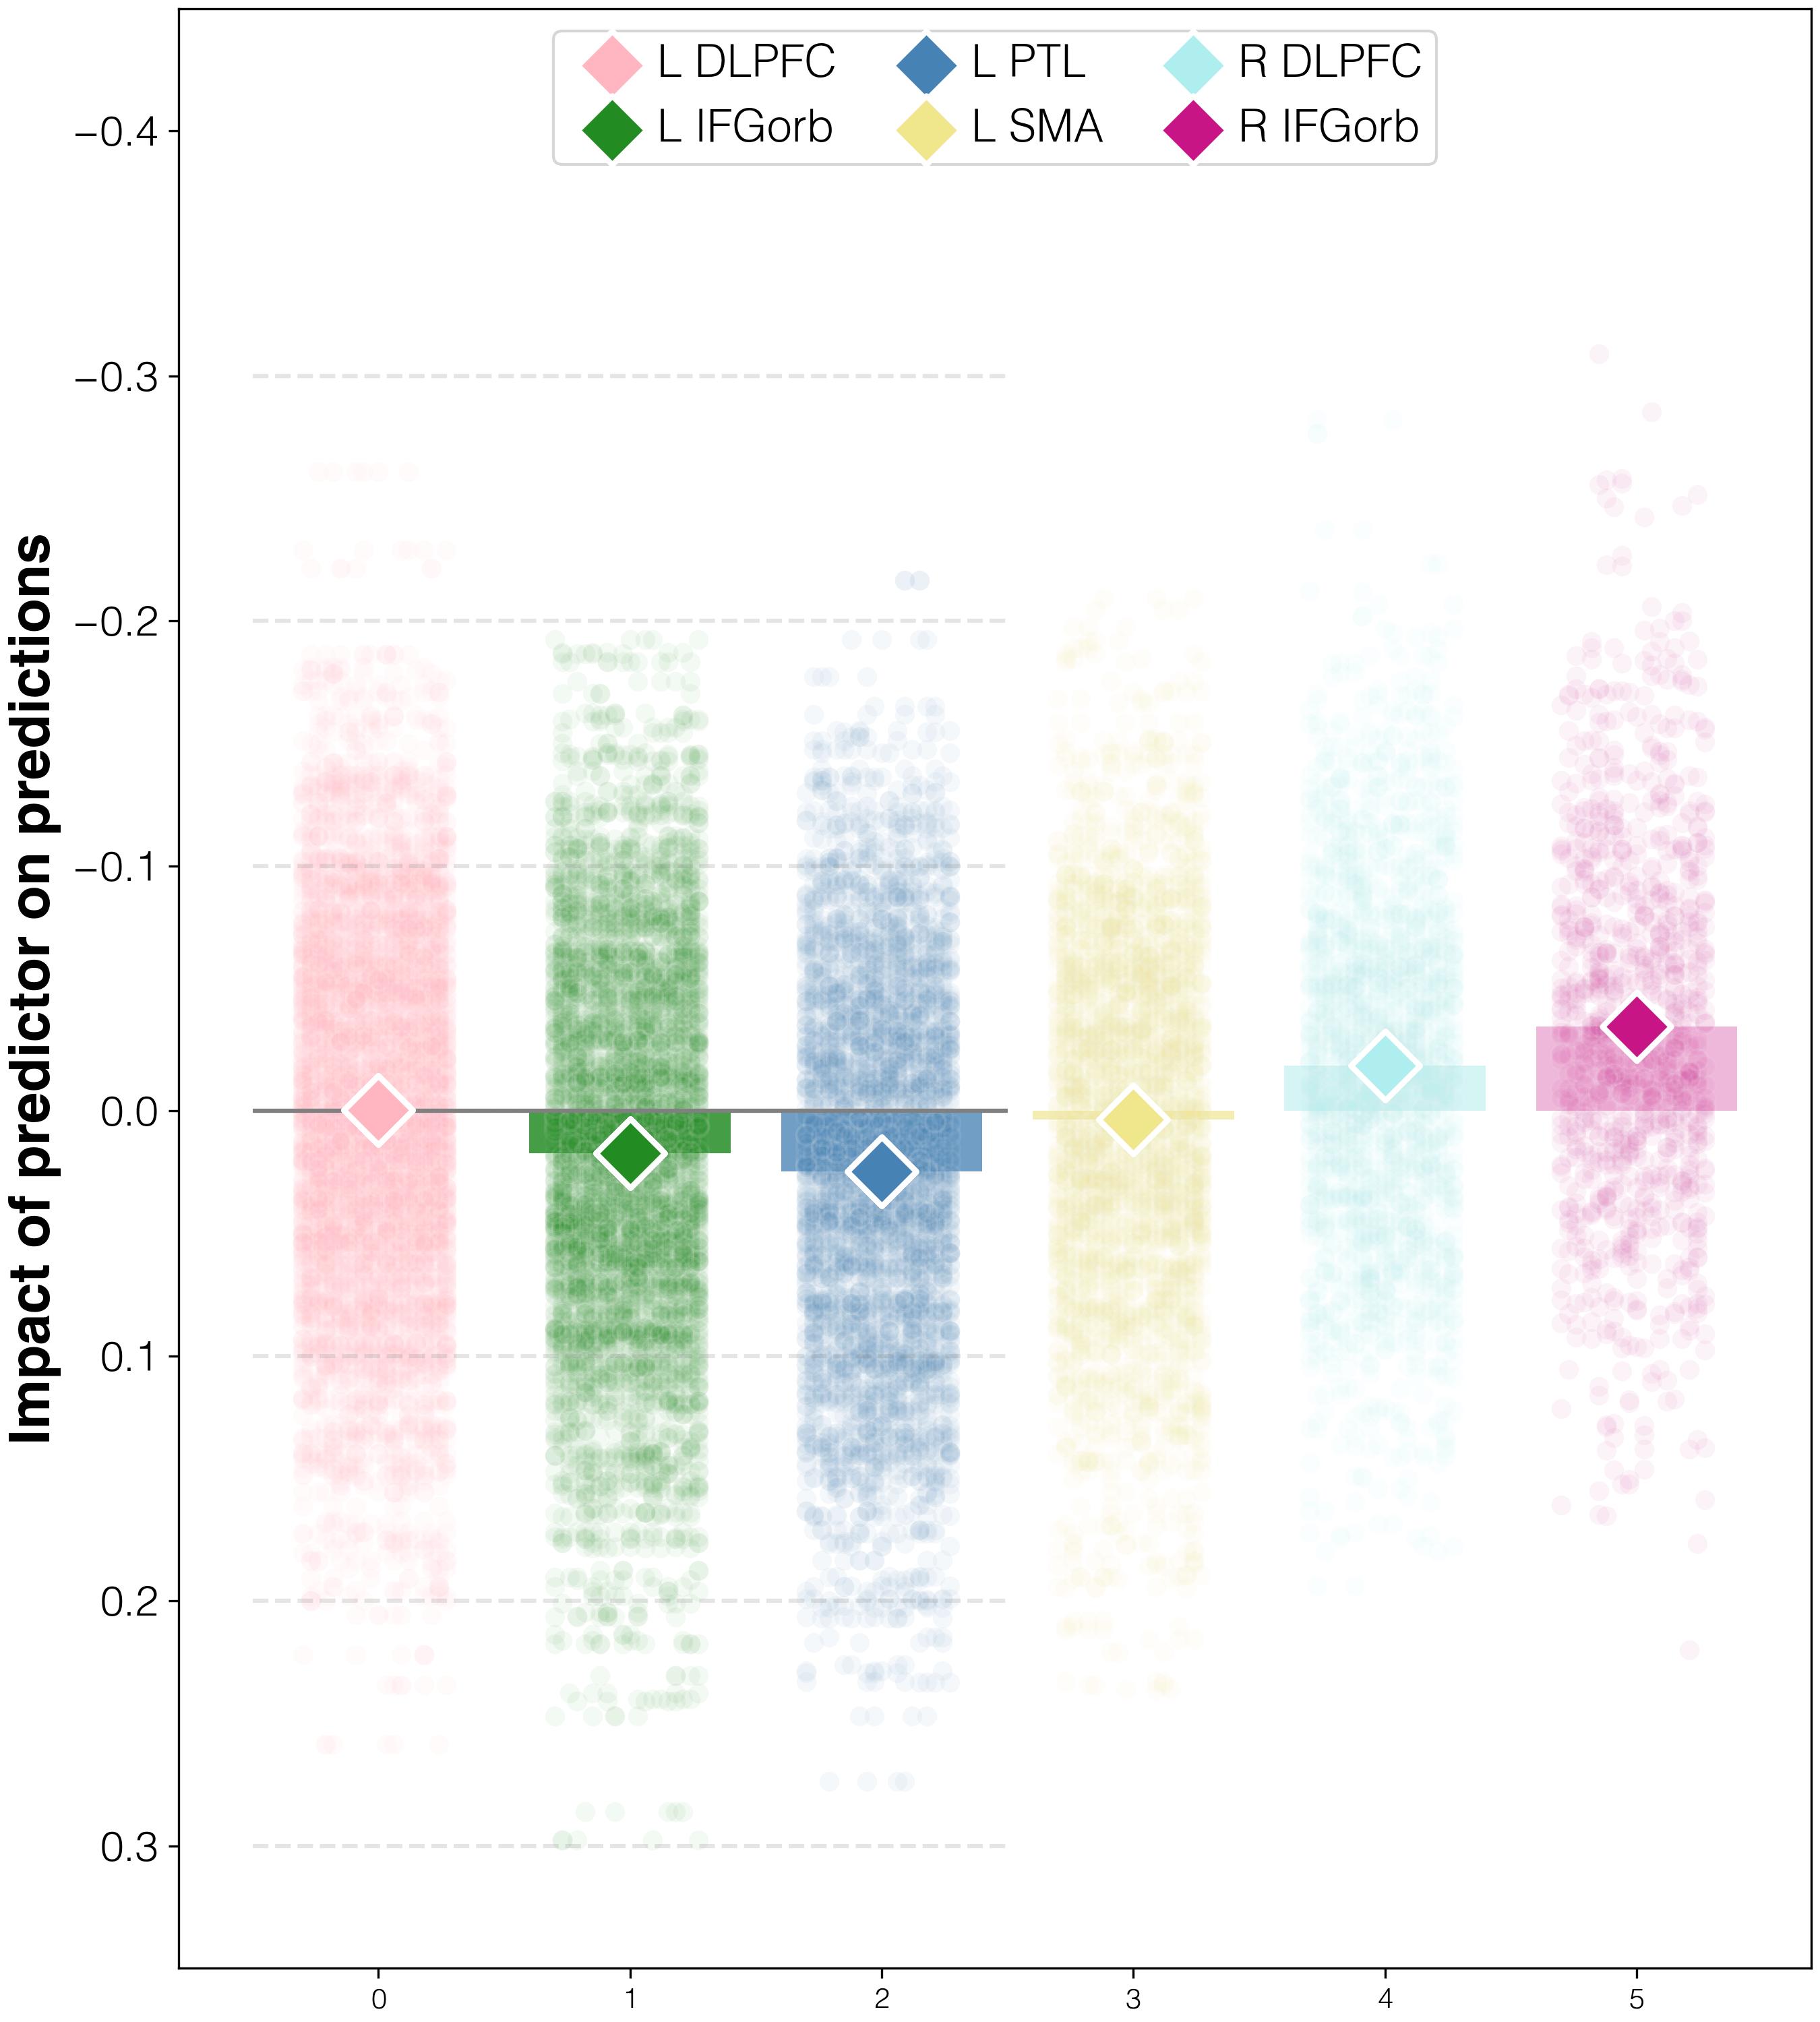 L DLPFC L PTL R DLPFC
L IFGorb L SMA R IFGorb
Impact of predictor on predictions
−0.4
−0.3
−0.2
−0.1
0.0
0.1
0.2
0.3
0 1 2 3 4 5